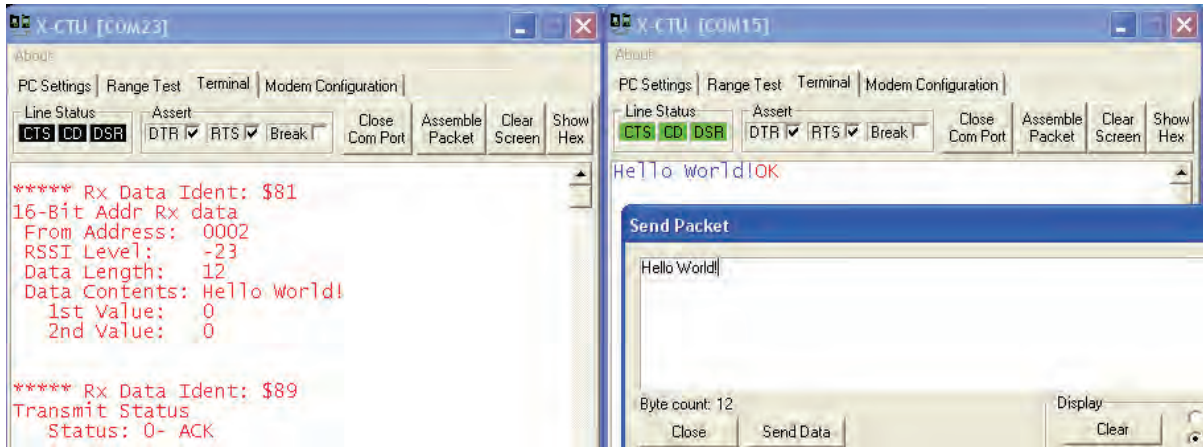 X-CTU [COM23]
About
PC Settings Range Test Terminal Modem Configuration
Line Status
CTS CD DSR
Assert
DTR RTS Break
Close Com Port
Assemble Packet
Clear Screen
Show Hex
***** Rx Data Ident: $81
16-Bit Addr Rx data
From Address: 0002
RSSI Level: -23
Data Length: 12
Data Contents: Hello World!
1st Value: 0
2nd Value: 0
***** Rx Data Ident: $89
Transmit Status
Status: 0- ACK
X-CTU [COM15]
About
PC Settings Range Test Terminal Modem Configuration
Line Status
CTS CD DSR
Assert
DTR RTS Break
Close Com Port
Assemble Packet
Clear Screen
Show Hex
Hello World!OK
Send Packet
Hello World!
Byte count: 12
Close
Send Data
Display
Clear